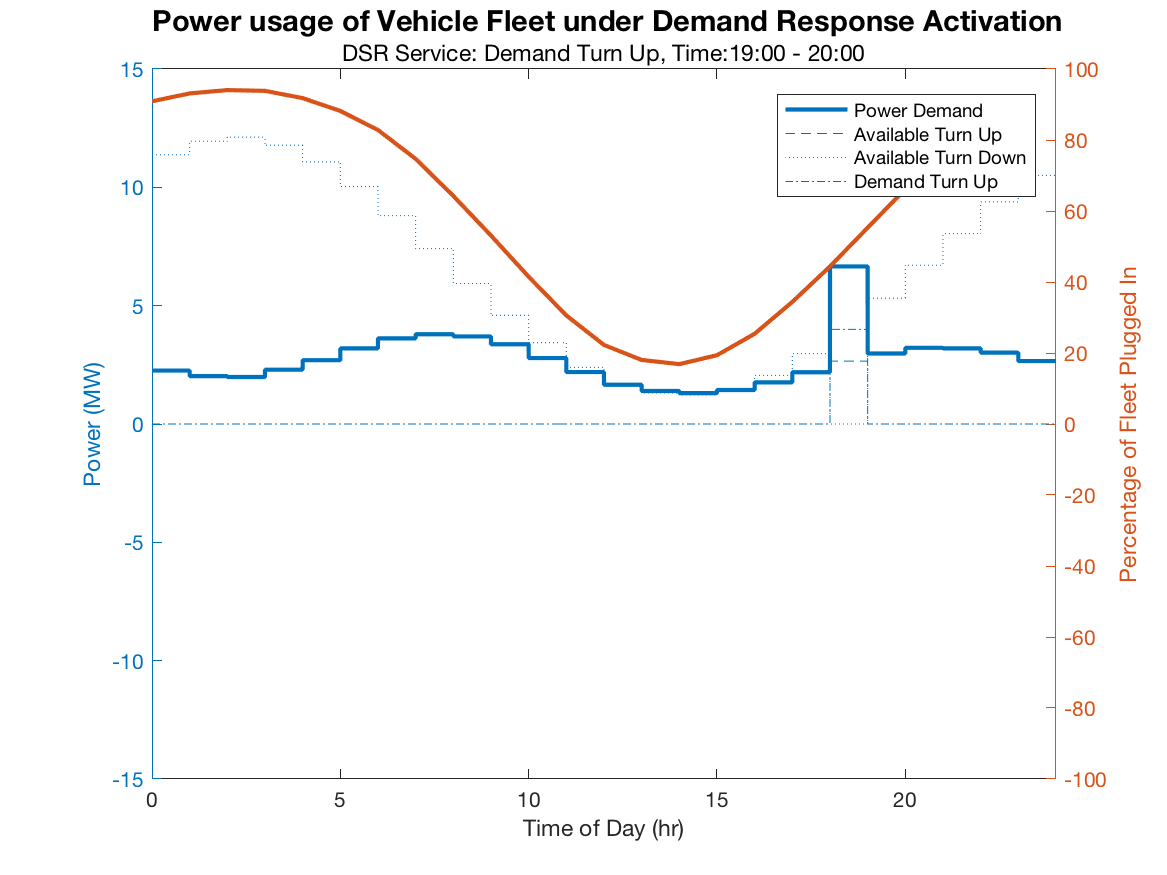 Power usage of Vehicle Fleet under Demand Response Activation
DSR Service: Demand Turn Up, Time:19:00 - 20:00
Power Demand
Available Turn Up
Available Turn Down
Demand Turn Up
15
10
5
0
-5
-10
-15
Power (MW)
100
80
60
40
20
0
-20
-40
-60
-80
-100
Percentage of Fleet Plugged In
0
5
10
15
20
Time of Day (hr)